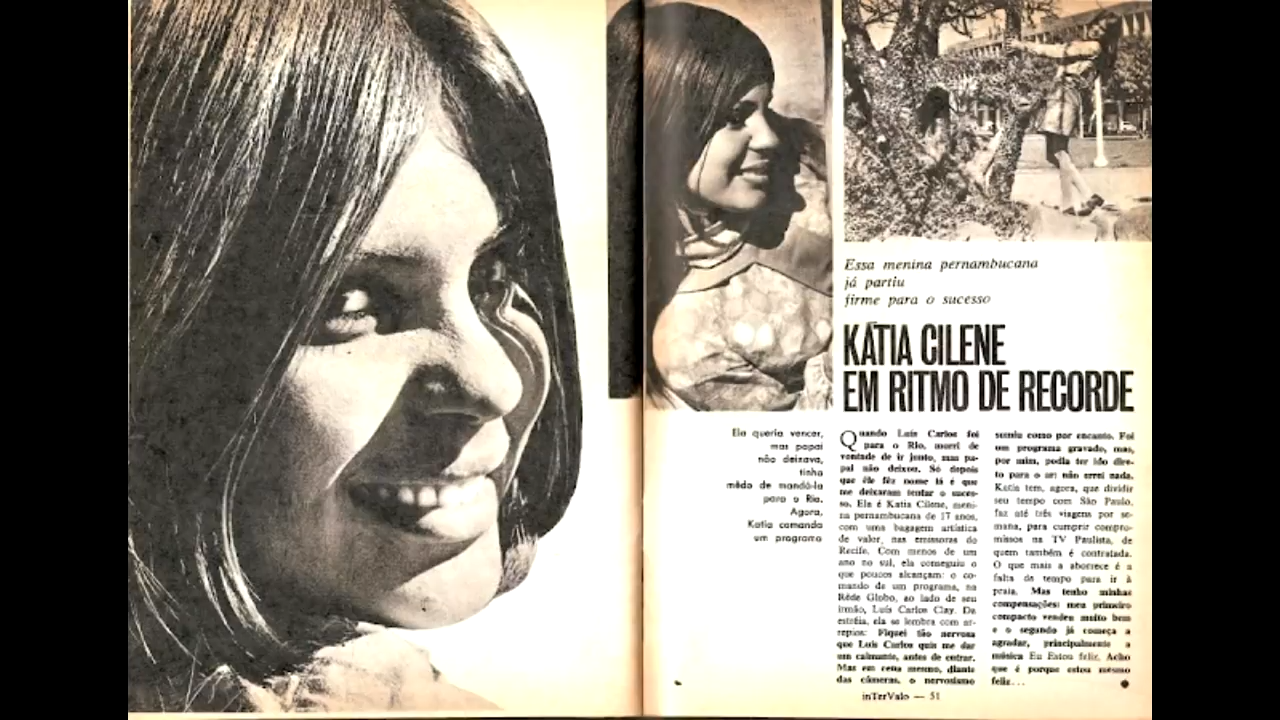 Essa menina pernambucana
já partiu
firme para o sucesso
KÁTIA CILENE
EM RITMO DE RECORDE
Ela queria vencer,
mas papai
não deixava,
tinha
mêdo de mandá-la
para o Rio.
Agora,
Katia comanda
um programa
Quando Luís Carlos foi
para o Rio, morri de
vontade de ir junto, mas pa-
pai não deixou. Só depois
que êle fêz nome lá é que
me deixaram tentar o suces-
so. Ela é Katia Cilene, meni-
na pernambucana de 17 anos,
com uma bagagem artística
de valor, nas emissoras do
Recife. Com menos de um
ano no sul, ela conseguiu o
que poucos alcançam: o co-
mando de um programa, na
Rêde Globo, ao lado de seu
irmão, Luís Carlos Clay. Da
estréia, ela se lembra com ar-
repios: Fiquei tão nervosa
que Luís Carlos quis me dar
um calmante, antes de entrar.
Mas em cena mesmo, diante
das câmeras, o nervosismo
sumiu como por encanto. Foi
um programa gravado, mas,
por mim, podia ter ido dire-
to para o ar: não errei nada.
Katia tem, agora, que dividir
seu tempo com São Paulo,
faz até três viagens por se-
mana, para cumprir compro-
missos na TV Paulista, de
quem também é contratada.
O que mais a aborrece é a
falta de tempo para ir à
praia. Mas tenho minhas
compensações: meu primeiro
compacto vendeu muito bem
e o segundo já começa a
agradar, principalmente a
música Eu Estou feliz. Acho
que é porque estou mesmo
feliz...
inTerValo — 51